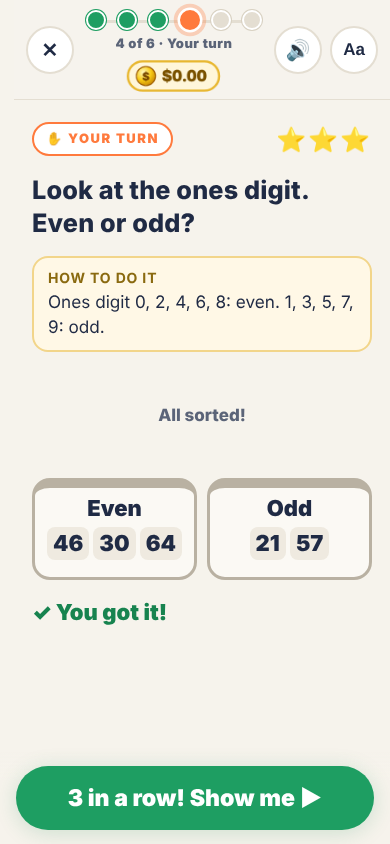 ✕
4 of 6 · Your turn
$ $0.00
Aa
YOUR TURN
Look at the ones digit.
Even or odd?
HOW TO DO IT
Ones digit 0, 2, 4, 6, 8: even. 1, 3, 5, 7,
9: odd.
All sorted!
Even
46 30 64
Odd
21 57
✓ You got it!
3 in a row! Show me ▶